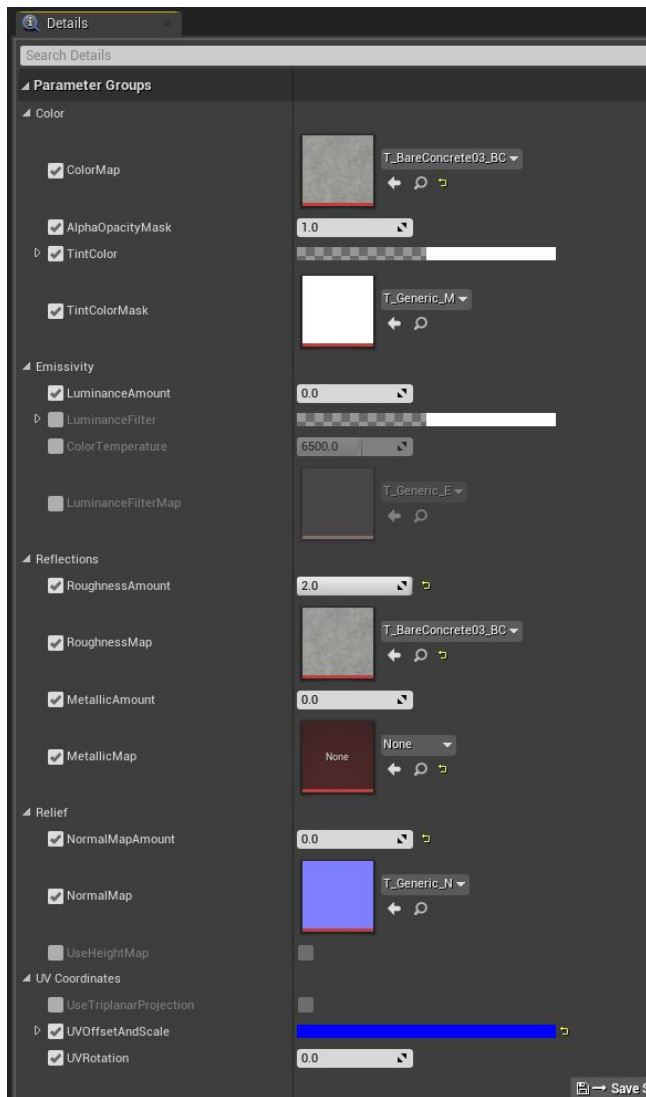 Details
Search Details
Parameter Groups
Color
ColorMap
T_BareConcrete03_BC
AlphaOpacityMask 1.0
TintColor
TintColorMask
T_Generic_M
Emissivity
LuminanceAmount 0.0
LuminanceFilter
ColorTemperature 6500.0
LuminanceFilterMap
T_Generic_E
Reflections
RoughnessAmount 2.0
RoughnessMap
T_BareConcrete03_BC
MetallicAmount 0.0
MetallicMap
None
None
Relief
NormalMapAmount 0.0
NormalMap
T_Generic_N
UseHeightMap
UV Coordinates
UseTriplanarProjection
UVOffsetAndScale
UVRotation 0.0
Save S